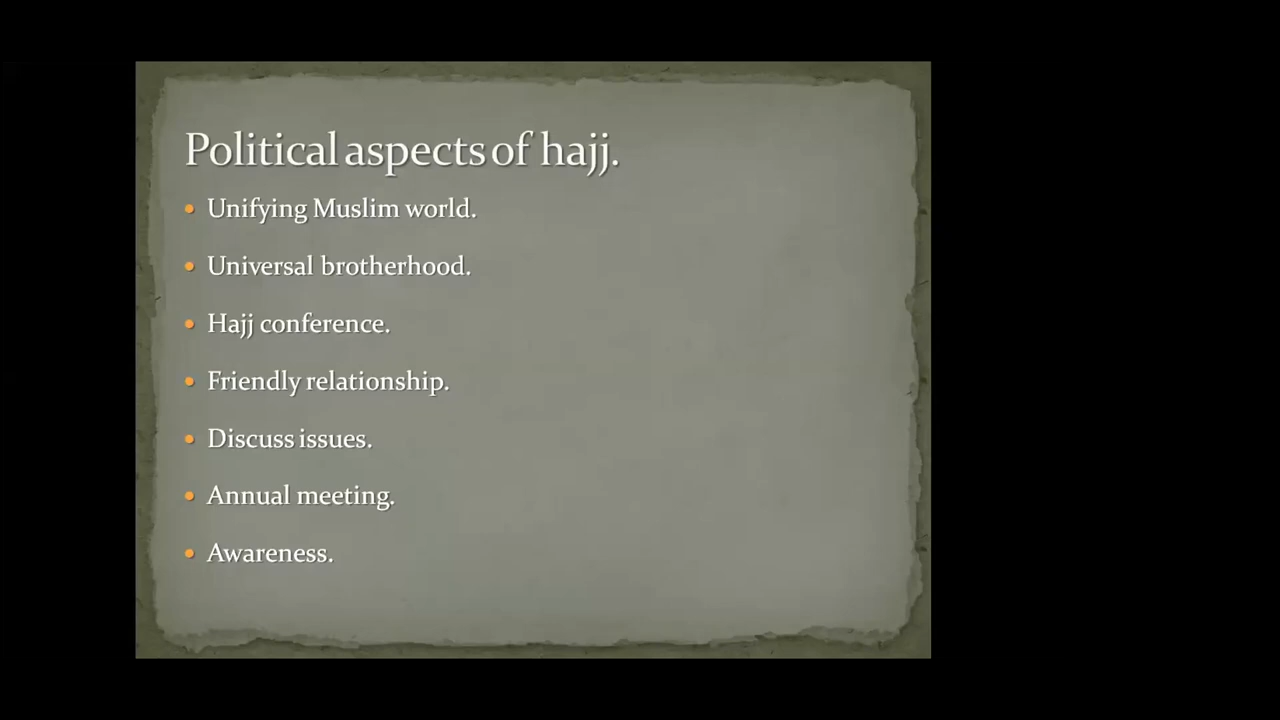 Political aspects of hajj.
• Unifying Muslim world.
• Universal brotherhood.
• Hajj conference.
• Friendly relationship.
• Discuss issues.
• Annual meeting.
• Awareness.